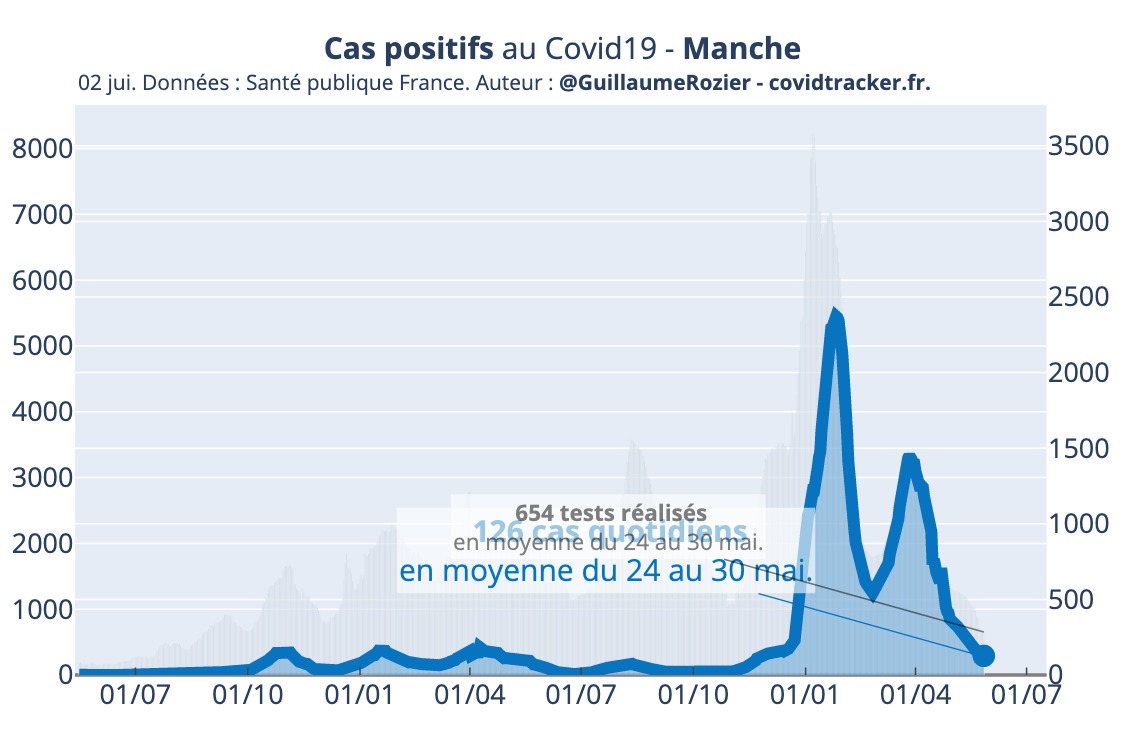 Cas positifs au Covid19 - Manche
02 jui. Données : Santé publique France. Auteur : @GuillaumeRozier - covidtracker.fr.
8000
7000
6000
5000
4000
3000
2000
1000
0
3500
3000
2500
2000
1500
1000
500
0
654 tests réalisés
126 cas quotidiens
en moyenne du 24 au 30 mai.
en moyenne du 24 au 30 mai.
01/07 01/10 01/01 01/04 01/07 01/10 01/01 01/04 01/07